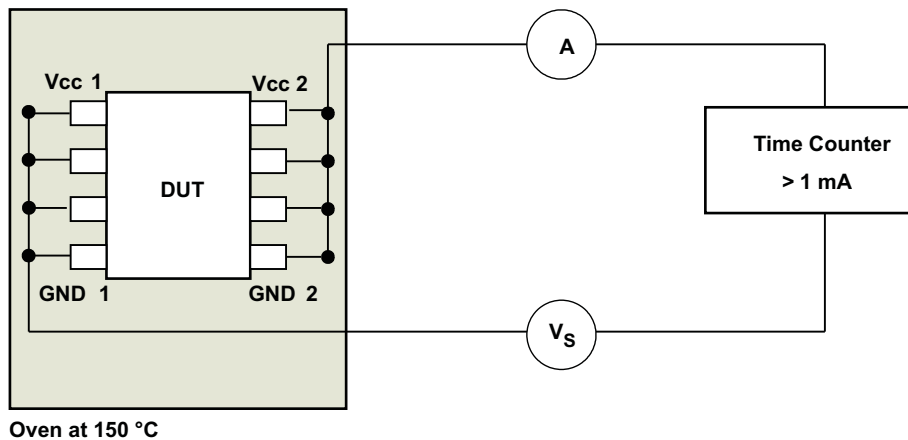 A
Vcc 1
Vcc 2
Time Counter
> 1 mA
DUT
GND 1
GND 2
VS
Oven at 150 °C